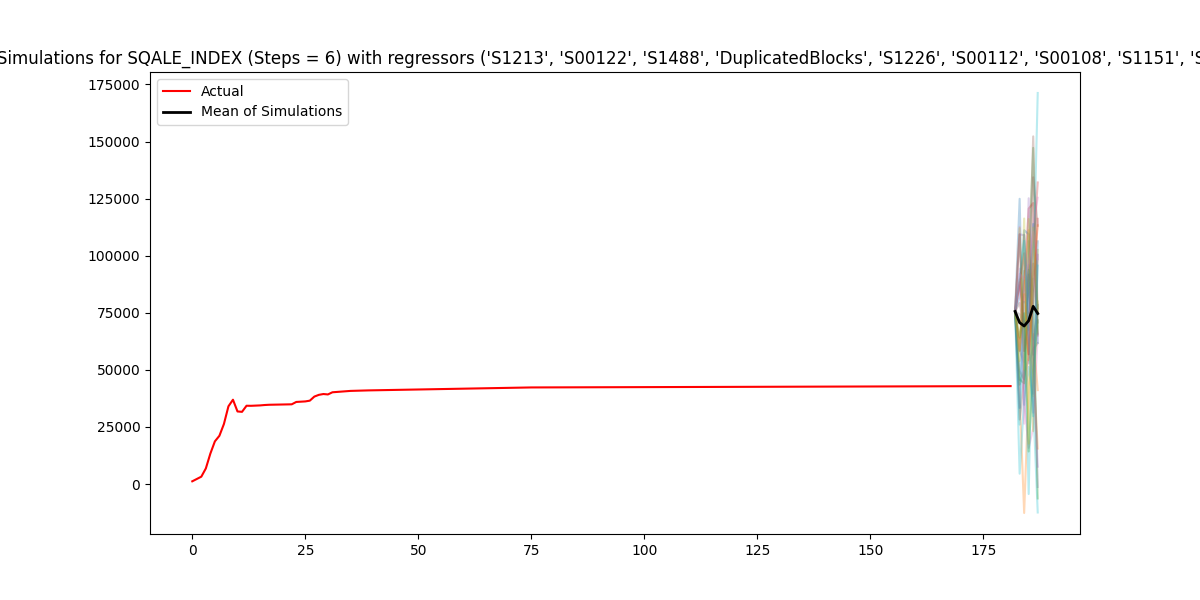 Simulations for SQALE_INDEX (Steps = 6) with regressors ('S1213', 'S00122', 'S1488', 'DuplicatedBlocks', 'S1226', 'S00112', 'S00108', 'S1151', 'S
Actual
Mean of Simulations
175000
150000
125000
100000
75000
50000
25000
0
0 25 50 75 100 125 150 175